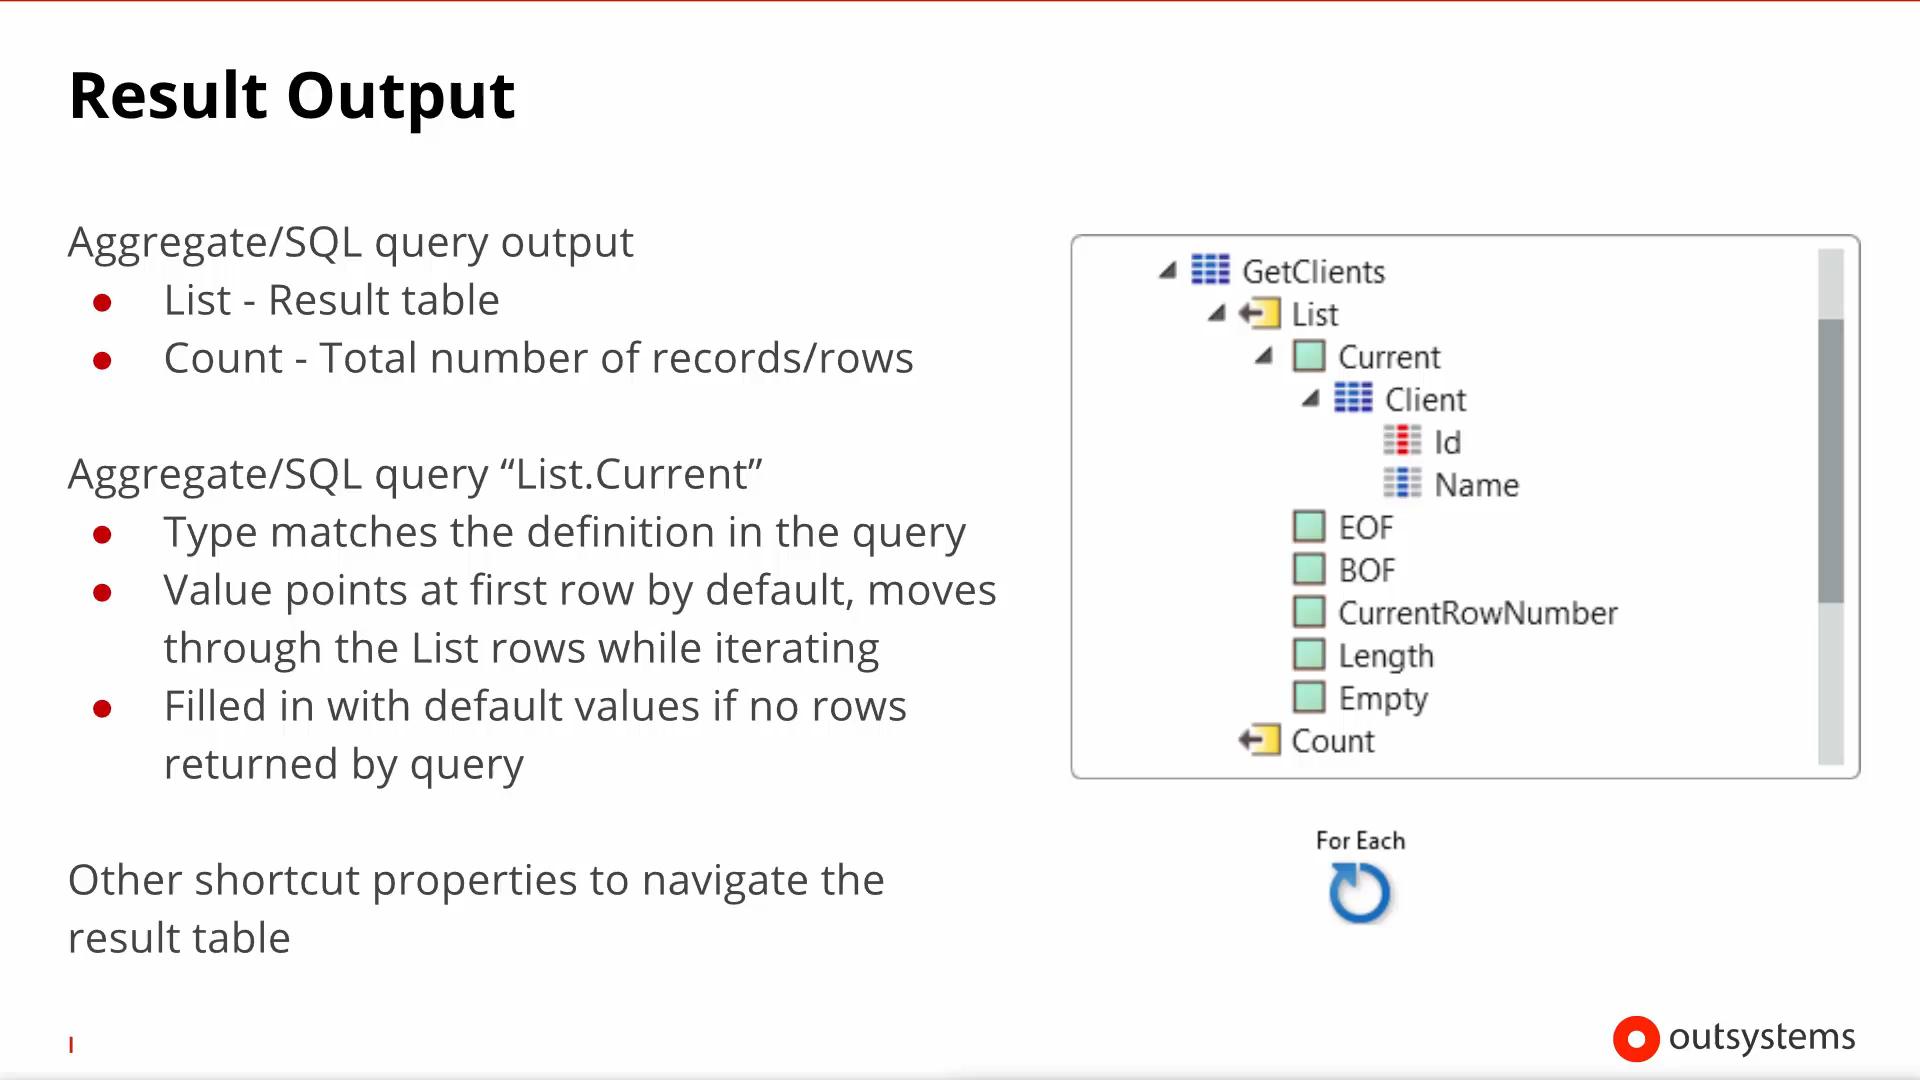 Result Output
Aggregate/SQL query output
● List - Result table
● Count - Total number of records/rows
Aggregate/SQL query “List.Current”
● Type matches the definition in the query
● Value points at first row by default, moves
through the List rows while iterating
● Filled in with default values if no rows
returned by query
Other shortcut properties to navigate the
result table
GetClients
List
Current
Client
Id
Name
EOF
BOF
CurrentRowNumber
Length
Empty
Count
For Each
I
outsystems